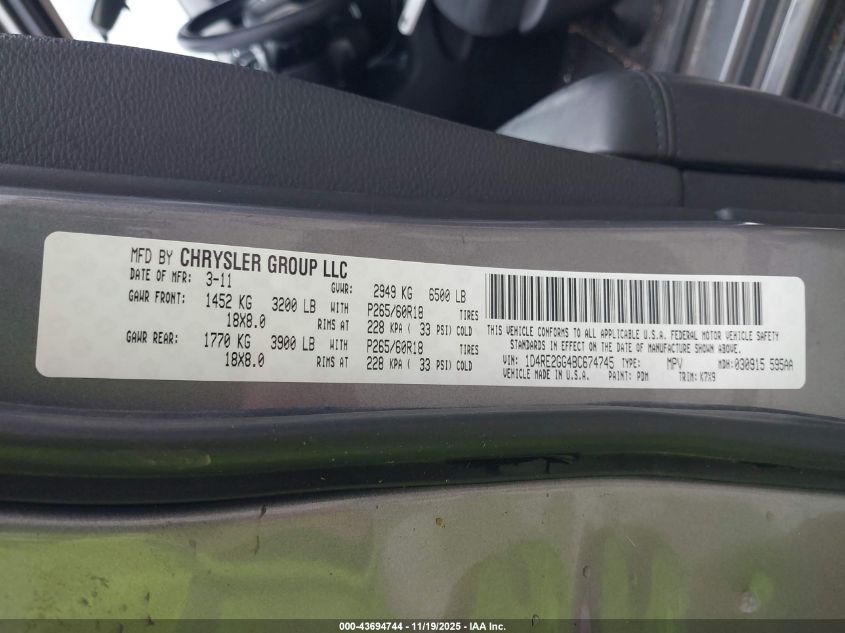 MFD BY CHRYSLER GROUP LLC
DATE OF MFR: 3-11 GVWR: 2949 KG 6500 LB
GAWR FRONT: 1452 KG 3200 LB WITH P265/60R18 TIRES
18X8.0 RIMS AT 228 KPA ( 33 PSI) COLD
GAWR REAR: 1770 KG 3900 LB WITH P265/60R18 TIRES
18X8.0 RIMS AT 228 KPA ( 33 PSI) COLD
THIS VEHICLE CONFORMS TO ALL APPLICABLE U.S.A. FEDERAL MOTOR VEHICLE SAFETY
STANDARDS IN EFFECT ON THE DATE OF MANUFACTURE SHOWN ABOVE.
VIN: 1D4RE2GG4BC674745 TYPE: MPV MDH:030915 595AA
VEHICLE MADE IN U.S.A. PAINT: PDM TRIM: K7X9
000-43694744 - 11/19/2025 - IAA Inc.